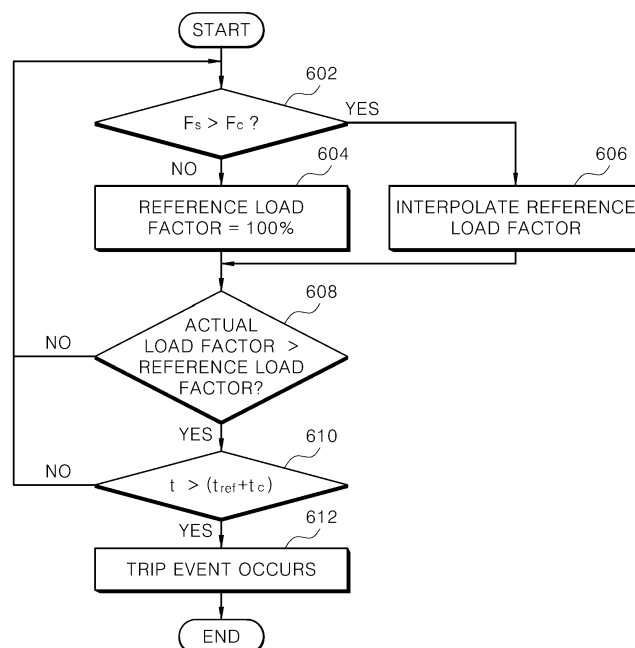 START
602
Fs > Fc ?
YES
NO
604
606
REFERENCE LOAD
FACTOR = 100%
INTERPOLATE REFERENCE
LOAD FACTOR
608
ACTUAL
LOAD FACTOR >
REFERENCE LOAD
FACTOR?
NO
YES
610
t > (tref+tc)
NO
YES
612
TRIP EVENT OCCURS
END